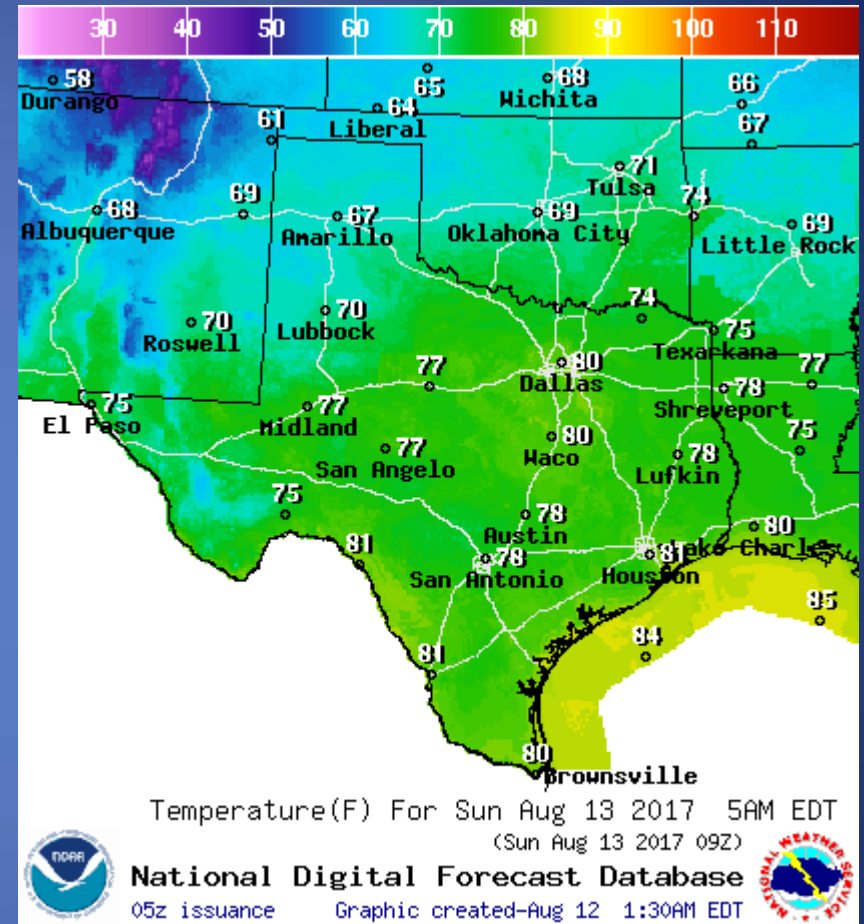 30 40 50 60 70 80 90 100 110
58
Durango
65
68
Wichita
66
64
Liberal
61
67
71
Tulsa
68
Albuquerque
69
67
Amarillo
69
Oklahoma City
74
69
Little Rock
70
Roswell
70
Lubbock
74
75
Texarkana
80
Dallas
77
77
78
Shreveport
75
El Paso
77
Midland
77
San Angelo
80
Waco
78
Lufkin
75
75
78
Austin
80
Lake Charles
81
78
San Antonio
81
Houston
85
84
81
80
Brownsville
Temperature(F) For Sun Aug 13 2017 5AM EDT
(Sun Aug 13 2017 09Z)
NOAA
National Digital Forecast Database
05z issuance Graphic created-Aug 12 1:30AM EDT
NATIONAL WEATHER SERVICE